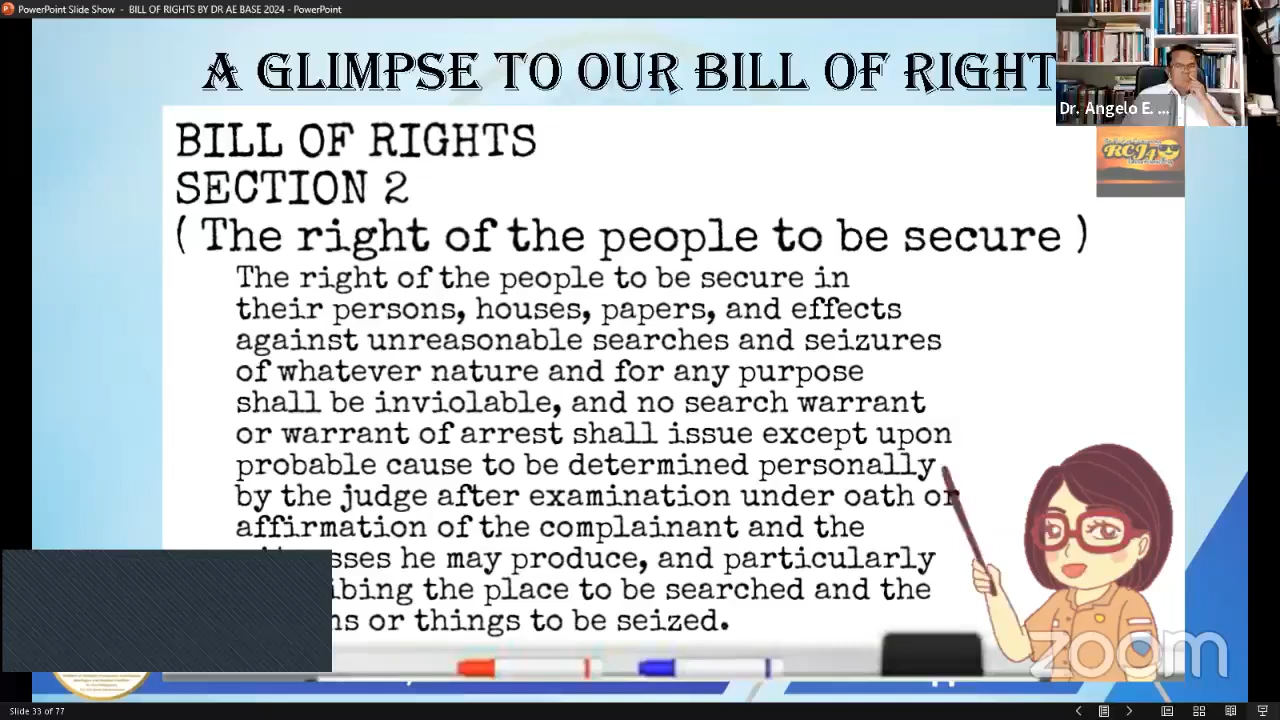 PowerPoint Slide Show - BILL OF RIGHTS BY DR AE BASE 2024 - PowerPoint
A GLIMPSE TO OUR BILL OF RIGHT
Dr. Angelo E. ...
RCJ4
BILL OF RIGHTS
SECTION 2
( The right of the people to be secure )
The right of the people to be secure in
their persons, houses, papers, and effects
against unreasonable searches and seizures
of whatever nature and for any purpose
shall be inviolable, and no search warrant
or warrant of arrest shall issue except upon
probable cause to be determined personally
by the judge after examination under oath or
affirmation of the complainant and the
sses he may produce, and particularly
ibing the place to be searched and the
ns or things to be seized.
zoom
Slide 33 of 77